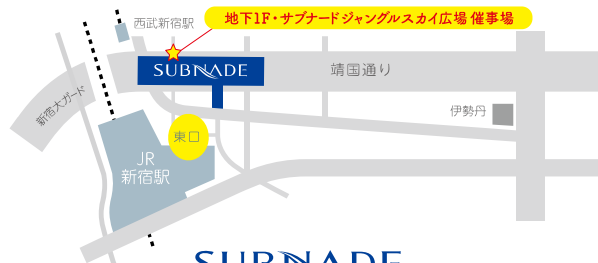 地下1F・サブナードジャングルスカイ広場 催事場
西武新宿駅
SUBNADE
靖国通り
新宿大ガード
伊勢丹
東口
JR
新宿駅
SUBNADE